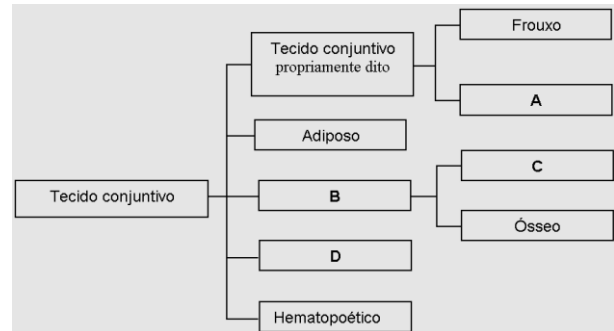 Frouxo
Tecido conjuntivo
propriamente dito
A
Adiposo
C
Tecido conjuntivo
B
Ósseo
D
Hematopoético